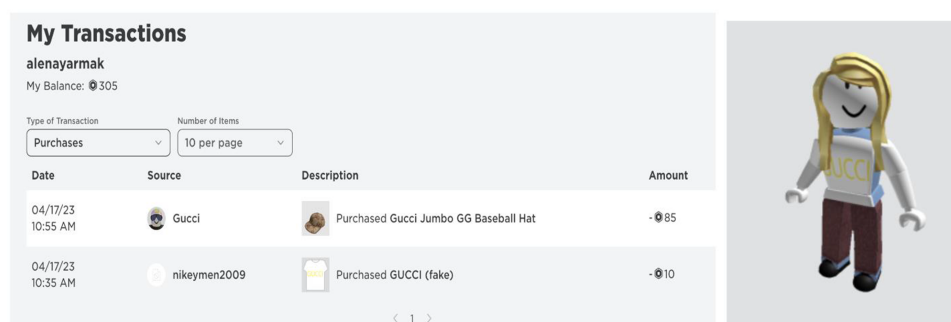 My Transactions
alenayarmak
My Balance: 305
Type of Transaction
Number of Items
Purchases
10 per page
Date Source Description Amount
04/17/23
10:55 AM
Gucci
Purchased Gucci Jumbo GG Baseball Hat
-85
04/17/23
10:35 AM
nikeymen2009
GUCCI
Purchased GUCCI (fake)
-10
< 1 >
GUCCI